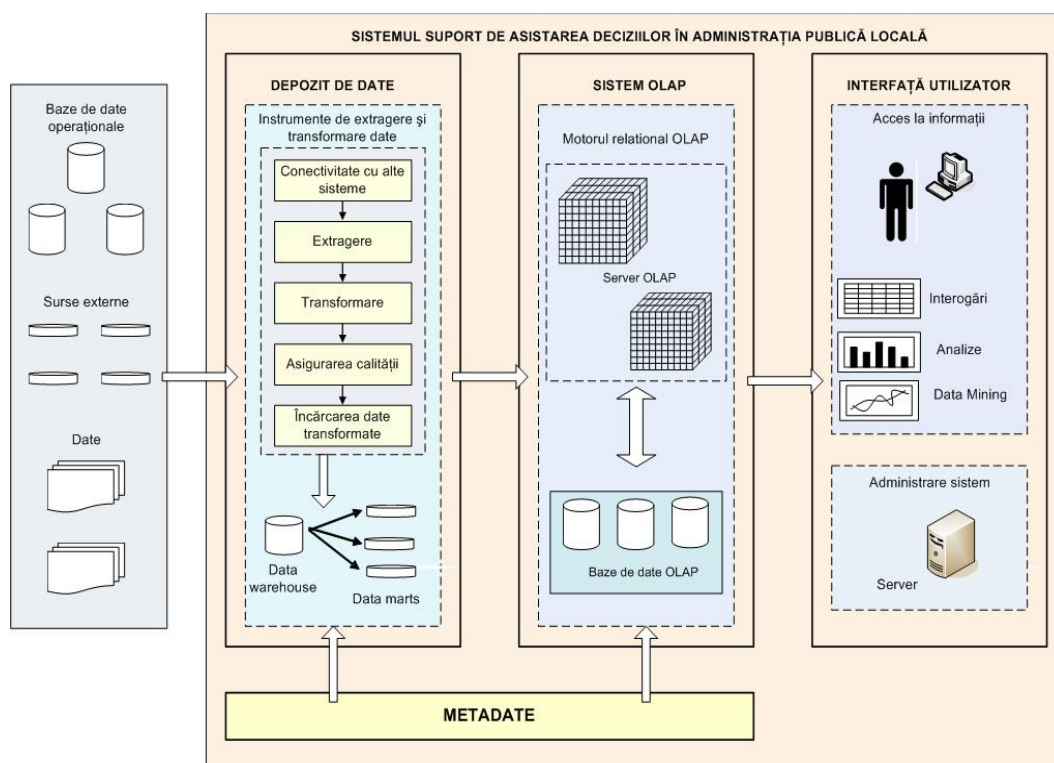 SISTEMUL SUPORT DE ASISTAREA DECIZIILOR ÎN ADMINISTRAȚIA PUBLICĂ LOCALĂ
Baze de date
operaționale
Surse externe
Date
DEPOZIT DE DATE
Instrumente de extragere și
transformare date
Conectivitate cu alte
sisteme
Extragere
Transformare
Asigurarea calității
Încărcarea date
transformate
Data
warehouse
Data marts
SISTEM OLAP
Motorul relational OLAP
Server OLAP
Baze de date OLAP
INTERFAȚĂ UTILIZATOR
Acces la informații
Interogări
Analize
Data Mining
Administrare sistem
Server
METADATE